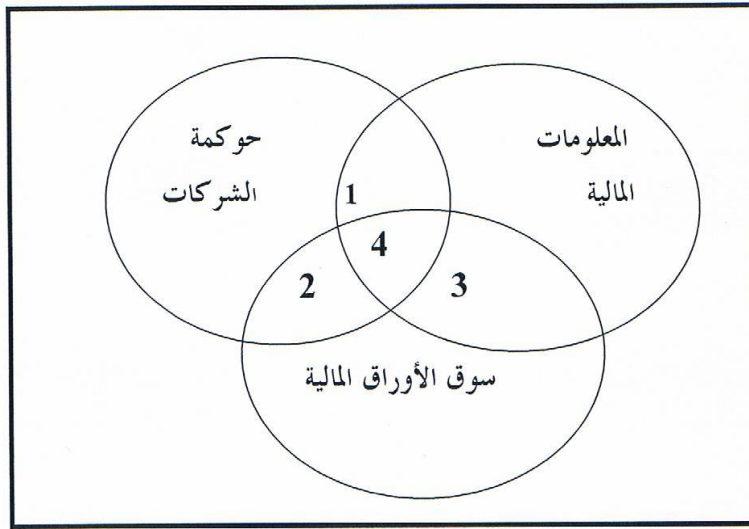 حوكمة
الشركات
المعلومات
المالية
1
4
2
3
سوق الأوراق المالية